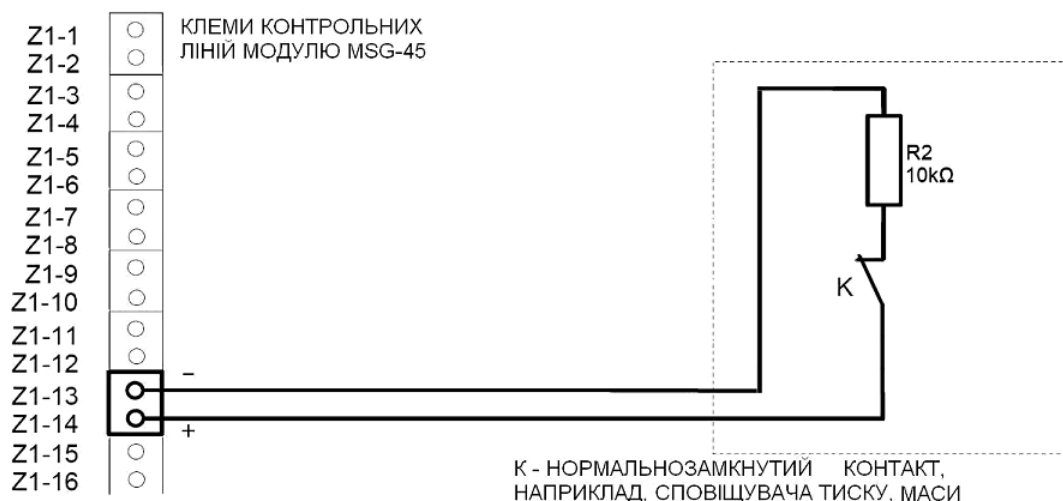 Z1-1
Z1-2
Z1-3
Z1-4
Z1-5
Z1-6
Z1-7
Z1-8
Z1-9
Z1-10
Z1-11
Z1-12
Z1-13
Z1-14
Z1-15
Z1-16
КЛЕМИ КОНТРОЛЬНИХ
ЛІНІЙ МОДУЛЮ MSG-45
−
+
R2
10kΩ
K
К - НОРМАЛЬНОЗАМКНУТИЙ КОНТАКТ,
НАПРИКЛАД, СПОВІЩУВАЧА ТИСКУ, МАСИ